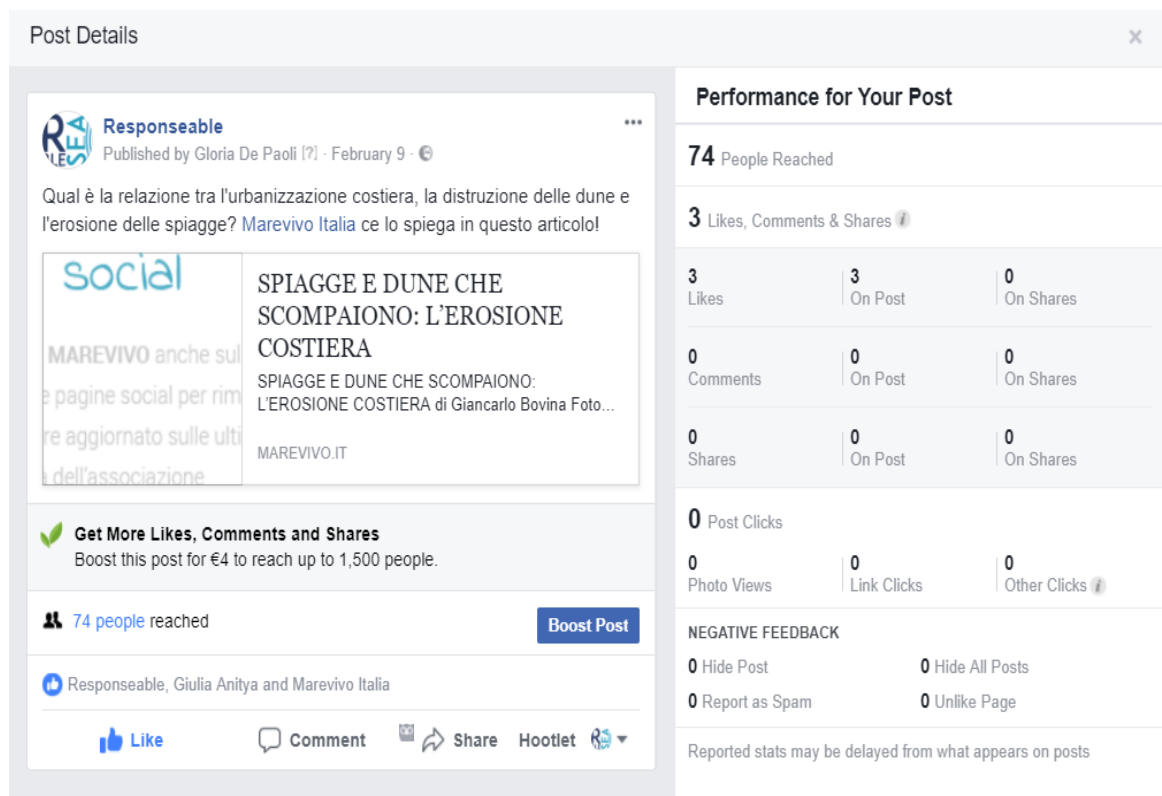 Post Details
×
Responseable
Published by Gloria De Paoli [?] · February 9 ·
Qual è la relazione tra l'urbanizzazione costiera, la distruzione delle dune e
l'erosione delle spiagge? Marevivo Italia ce lo spiega in questo articolo!
social
MAREVIVO anche sul
e pagine social per rim
re aggiornato sulle ulti
dell'associazione
SPIAGGE E DUNE CHE
SCOMPAIONO: L'EROSIONE
COSTIERA
SPIAGGE E DUNE CHE SCOMPAIONO:
L'EROSIONE COSTIERA di Giancarlo Bovina Foto...
MAREVIVO.IT
Get More Likes, Comments and Shares
Boost this post for €4 to reach up to 1,500 people.
74 people reached
Boost Post
Responseable, Giulia Anitya and Marevivo Italia
Like Comment Share Hootlet
Performance for Your Post
74 People Reached
3 Likes, Comments & Shares i
3 3 0
Likes On Post On Shares
0 0 0
Comments On Post On Shares
0 0 0
Shares On Post On Shares
0 Post Clicks
0 0 0
Photo Views Link Clicks Other Clicks i
NEGATIVE FEEDBACK
0 Hide Post 0 Hide All Posts
0 Report as Spam 0 Unlike Page
Reported stats may be delayed from what appears on posts